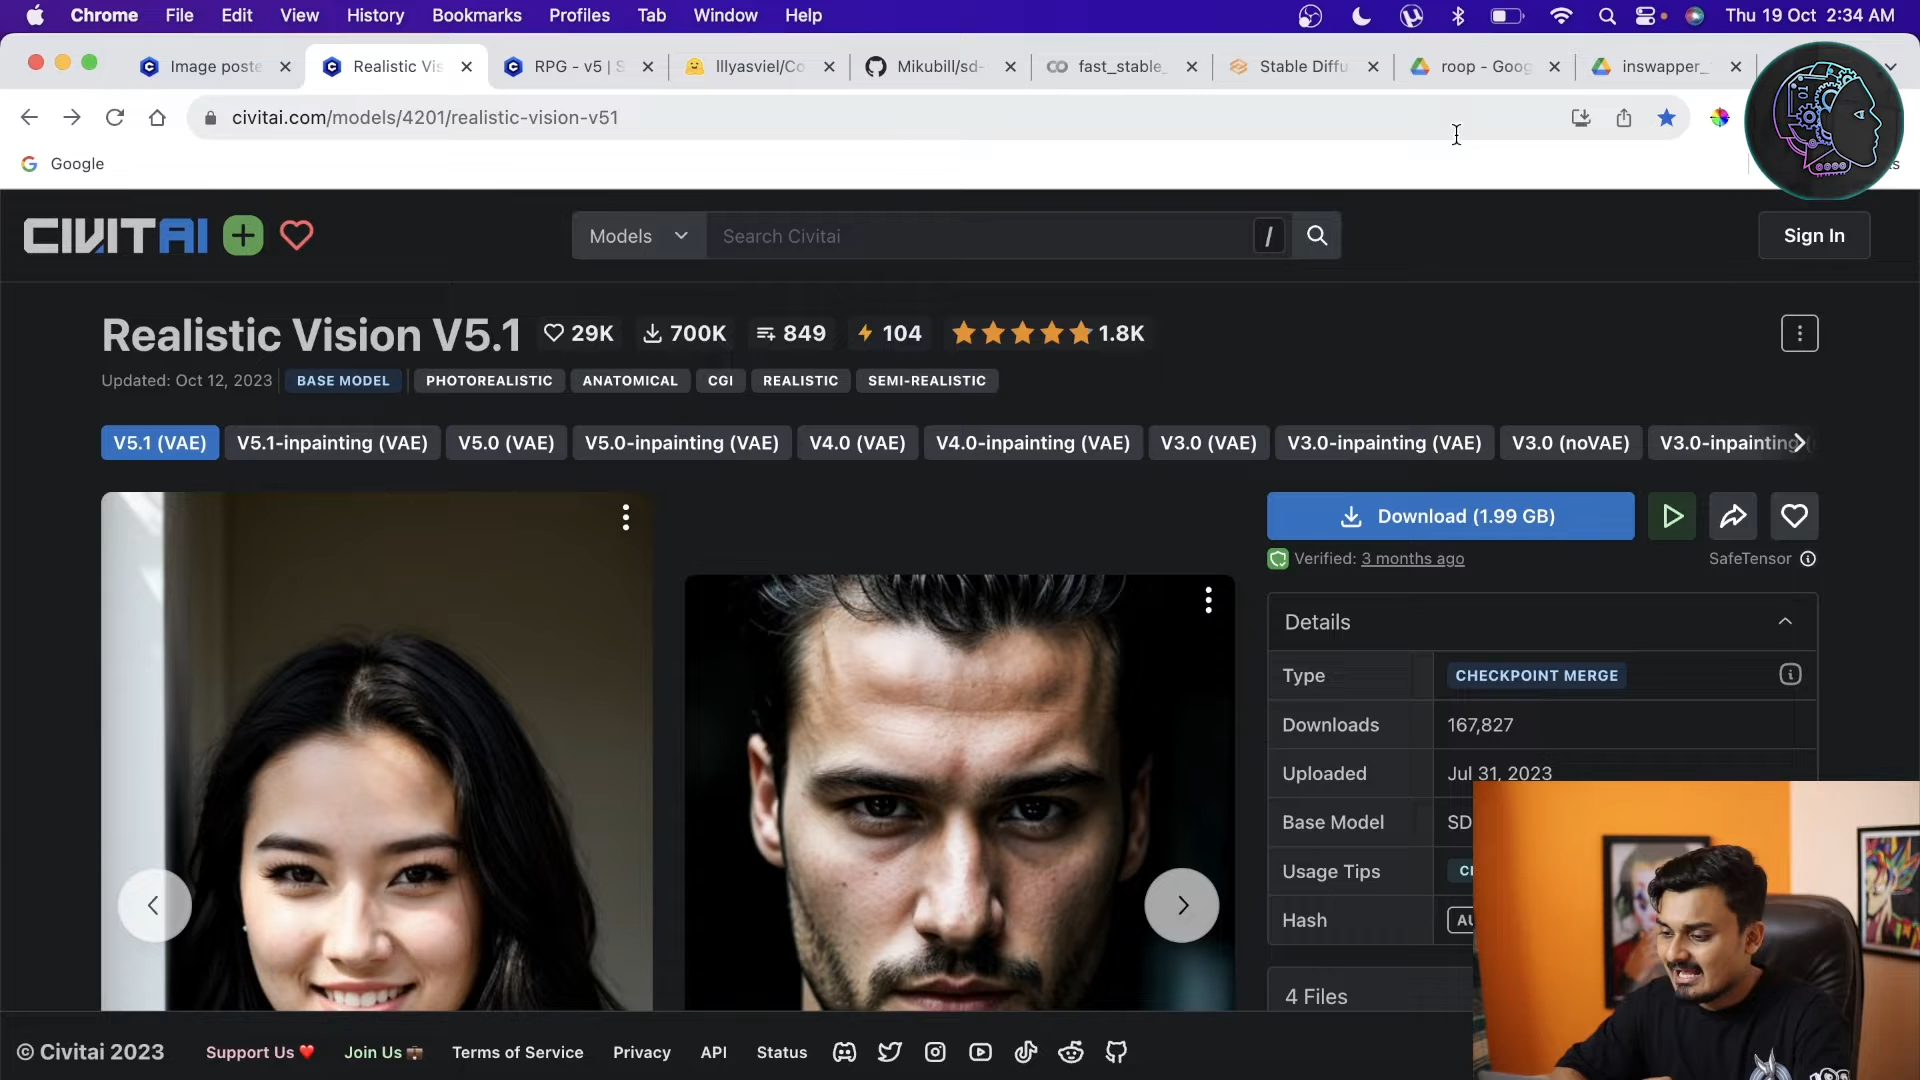 Chrome File Edit View History Bookmarks Profiles Tab Window Help Thu 19 Oct 2:34 AM
Image poste Realistic Vis RPG - v5 | S Illyasviel/Co Mikubill/sd- fast_stable_ Stable Diffu roop - Goog inswapper_
civitai.com/models/4201/realistic-vision-v51
Google
CIVITAI Models Search Civitai / Sign In
Realistic Vision V5.1 29K 700K 849 104 1.8K
Updated: Oct 12, 2023 BASE MODEL PHOTOREALISTIC ANATOMICAL CGI REALISTIC SEMI-REALISTIC
V5.1 (VAE) V5.1-inpainting (VAE) V5.0 (VAE) V5.0-inpainting (VAE) V4.0 (VAE) V4.0-inpainting (VAE) V3.0 (VAE) V3.0-inpainting (VAE) V3.0 (noVAE) V3.0-inpainting
Download (1.99 GB)
Verified: 3 months ago SafeTensor
Details
Type CHECKPOINT MERGE
Downloads 167,827
Uploaded Jul 31, 2023
Base Model SD
Usage Tips
Hash
4 Files
© Civitai 2023 Support Us Join Us Terms of Service Privacy API Status